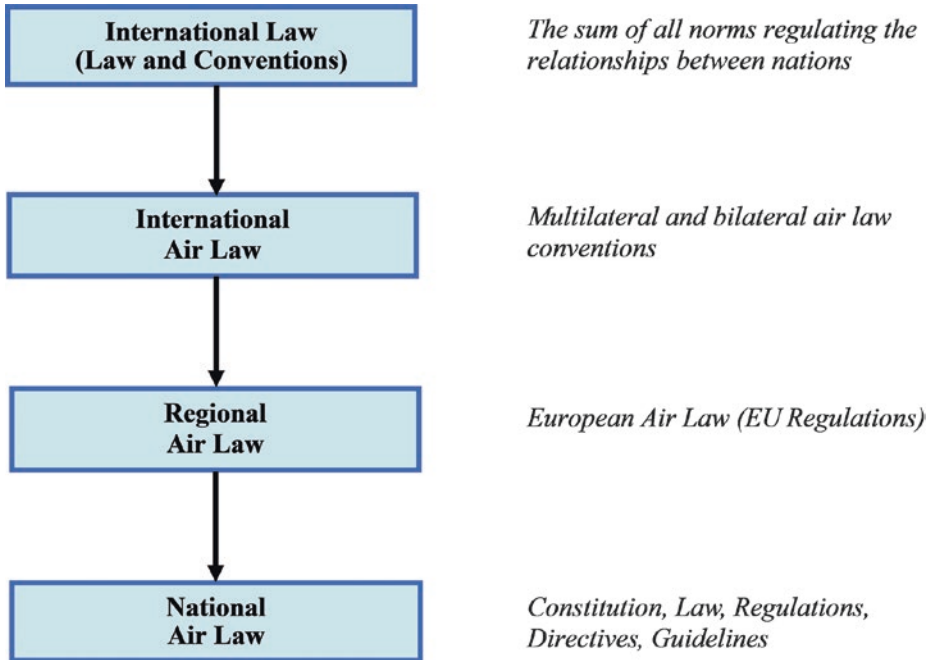 International Law
(Law and Conventions)
The sum of all norms regulating the
relationships between nations
International
Air Law
Multilateral and bilateral air law
conventions
Regional
Air Law
European Air Law (EU Regulations)
National
Air Law
Constitution, Law, Regulations,
Directives, Guidelines